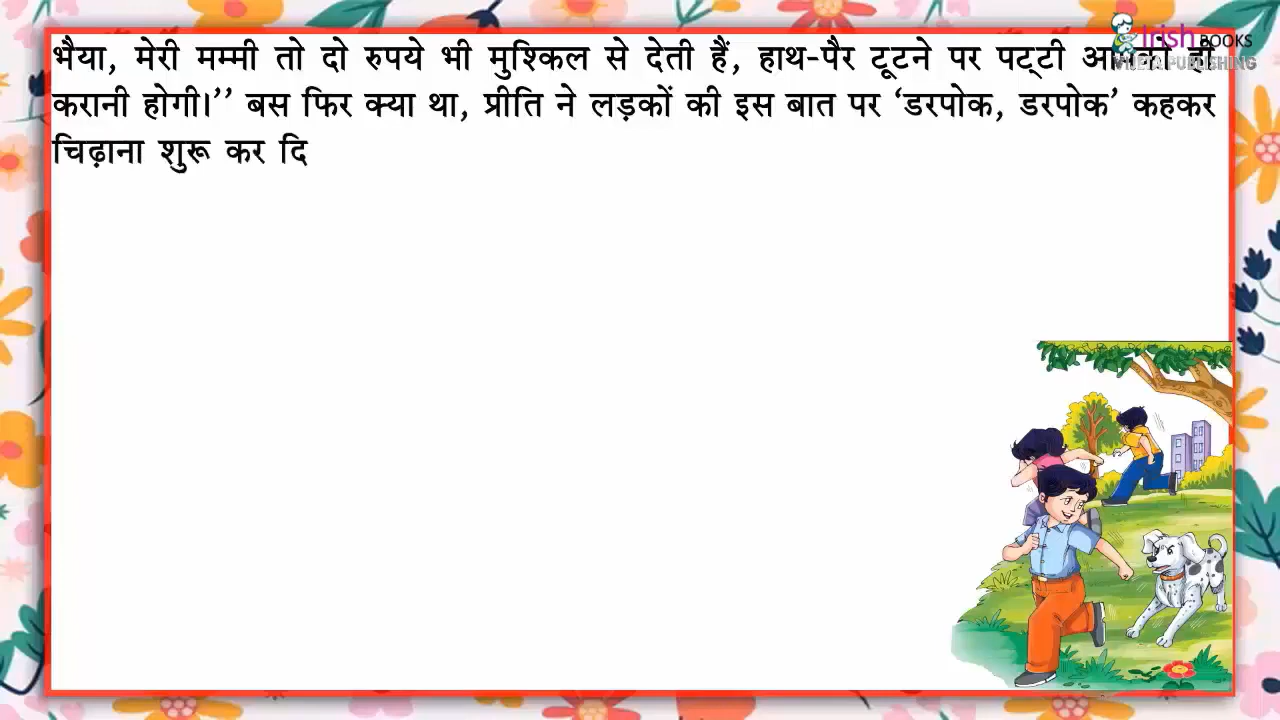 भैया, मेरी मम्मी तो दो रुपये भी मुश्किल से देती हैं, हाथ-पैर टूटने पर पट्टी
करानी होगी।’’ बस फिर क्या था, प्रीति ने लड़कों की इस बात पर ‘डरपोक, डरपोक’ कहकर
चिढ़ाना शुरू कर दि
Irish BOOKS
PUBLISHING